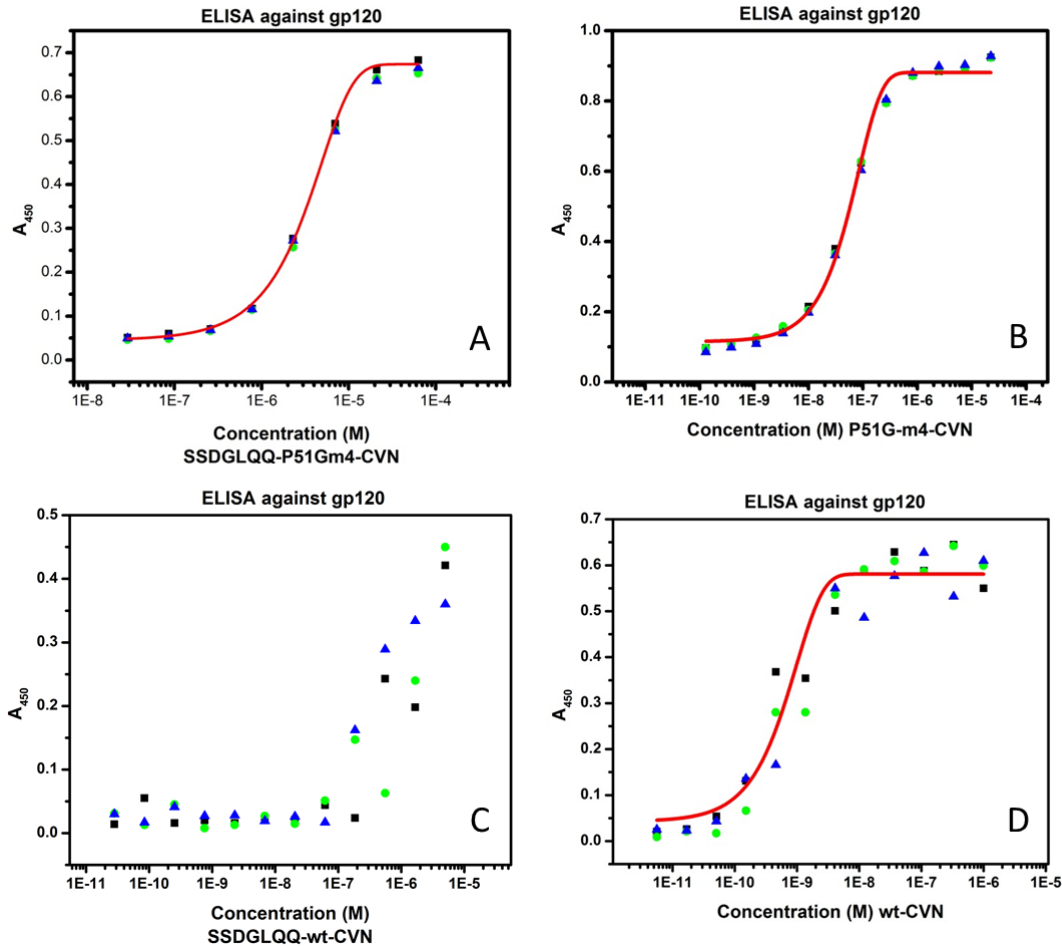 ELISA against gp120
0.7
0.6
0.5
0.4
0.3
0.2
0.1
0.0
A450
A
1E-8 1E-7 1E-6 1E-5 1E-4
Concentration (M)
SSDGLQQ-P51Gm4-CVN
ELISA against gp120
1.0
0.8
0.6
0.4
0.2
0.0
A450
B
1E-11 1E-10 1E-9 1E-8 1E-7 1E-6 1E-5 1E-4
Concentration (M) P51G-m4-CVN
ELISA against gp120
0.5
0.4
0.3
0.2
0.1
0.0
A450
C
1E-11 1E-10 1E-9 1E-8 1E-7 1E-6 1E-5
Concentration (M)
SSDGLQQ-wt-CVN
ELISA against gp120
0.7
0.6
0.5
0.4
0.3
0.2
0.1
0.0
A450
D
1E-11 1E-10 1E-9 1E-8 1E-7 1E-6 1E-5
Concentration (M) wt-CVN